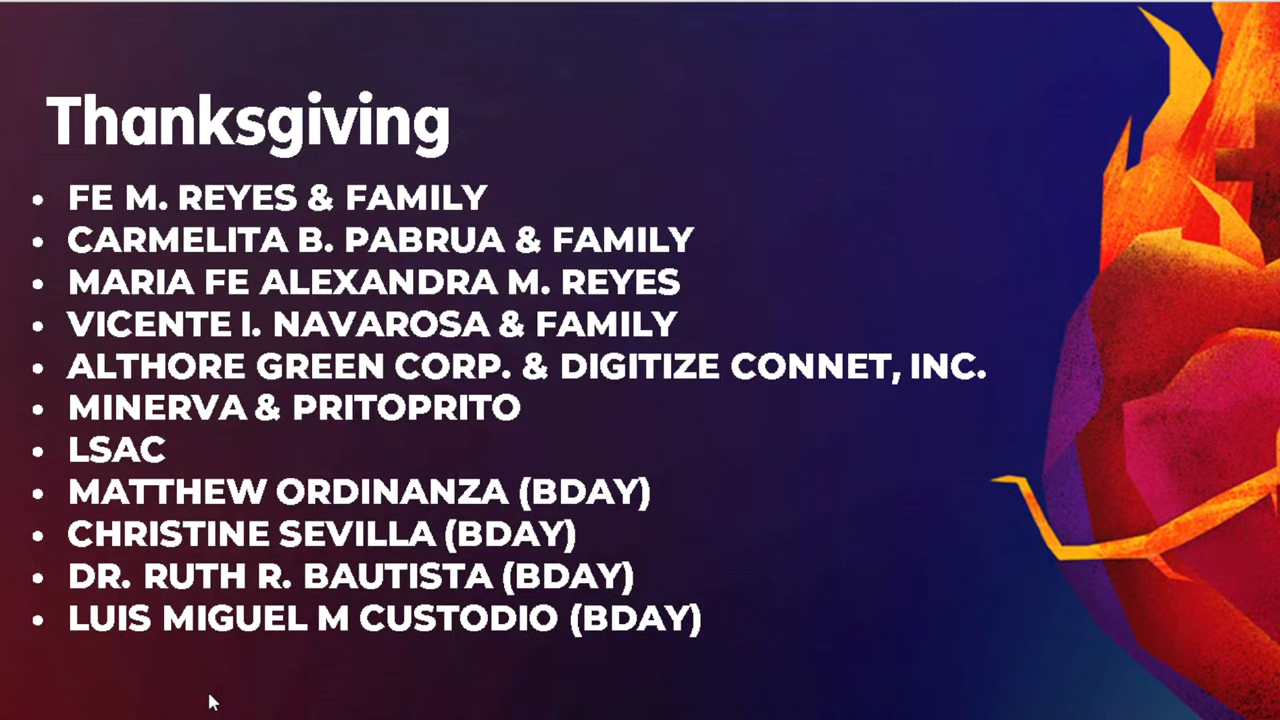 Thanksgiving
• FE M. REYES & FAMILY
• CARMELITA B. PABRUA & FAMILY
• MARIA FE ALEXANDRA M. REYES
• VICENTE I. NAVAROSA & FAMILY
• ALTHORE GREEN CORP. & DIGITIZE CONNET, INC.
• MINERVA & PRITOPRITO
• LSAC
• MATTHEW ORDINANZA (BDAY)
• CHRISTINE SEVILLA (BDAY)
• DR. RUTH R. BAUTISTA (BDAY)
• LUIS MIGUEL M CUSTODIO (BDAY)